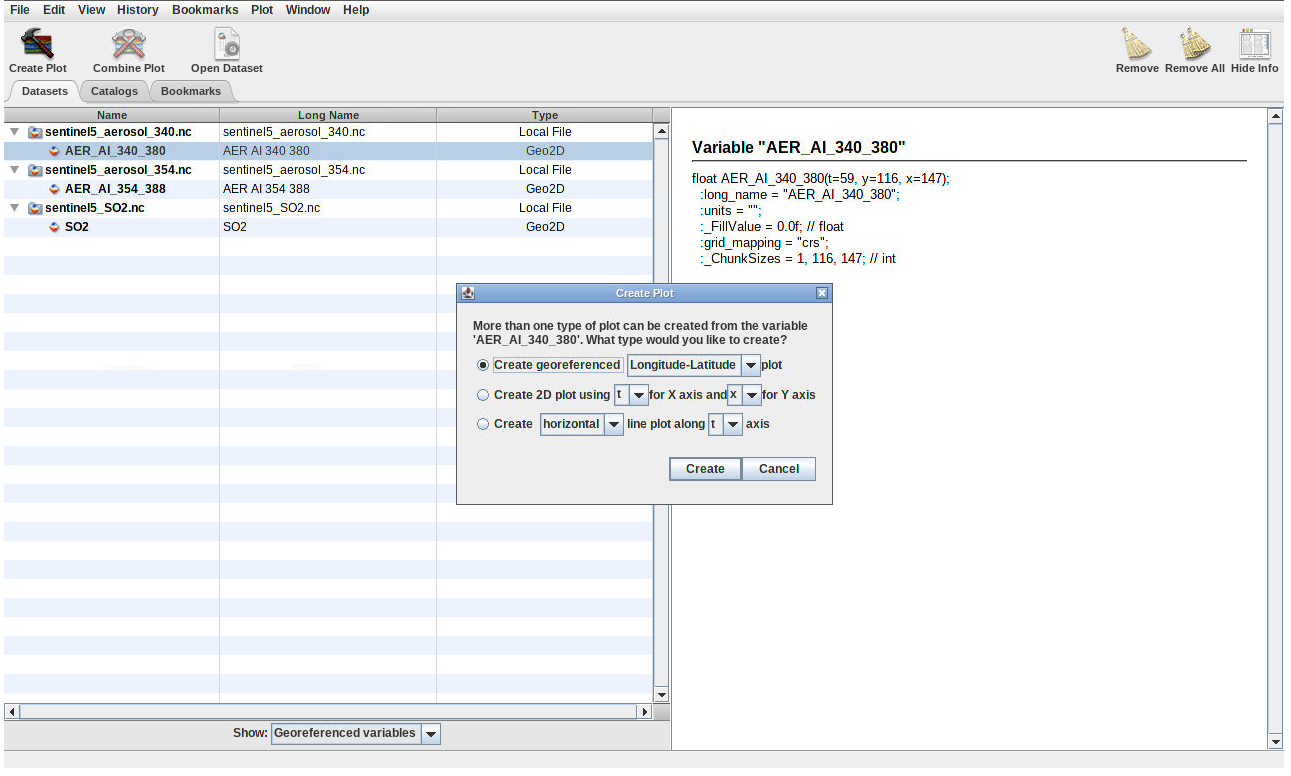 File Edit View History Bookmarks Plot Window Help
Create Plot Combine Plot Open Dataset Remove Remove All Hide Info
Datasets Catalogs Bookmarks
Name Long Name Type
sentinel5_aerosol_340.nc sentinel5_aerosol_340.nc Local File
AER_AI_340_380 AER AI 340 380 Geo2D
sentinel5_aerosol_354.nc sentinel5_aerosol_354.nc Local File
AER_AI_354_388 AER AI 354 388 Geo2D
sentinel5_SO2.nc sentinel5_SO2.nc Local File
SO2 SO2 Geo2D
Variable "AER_AI_340_380"
float AER_AI_340_380(t=59, y=116, x=147);
:long_name = "AER_AI_340_380";
:units = "";
:_FillValue = 0.0f; // float
:grid_mapping = "crs";
:_ChunkSizes = 1, 116, 147; // int
Create Plot
More than one type of plot can be created from the variable
'AER_AI_340_380'. What type would you like to create?
Create georeferenced Longitude-Latitude plot
Create 2D plot using t for X axis and x for Y axis
Create horizontal line plot along t axis
Create Cancel
Show: Georeferenced variables